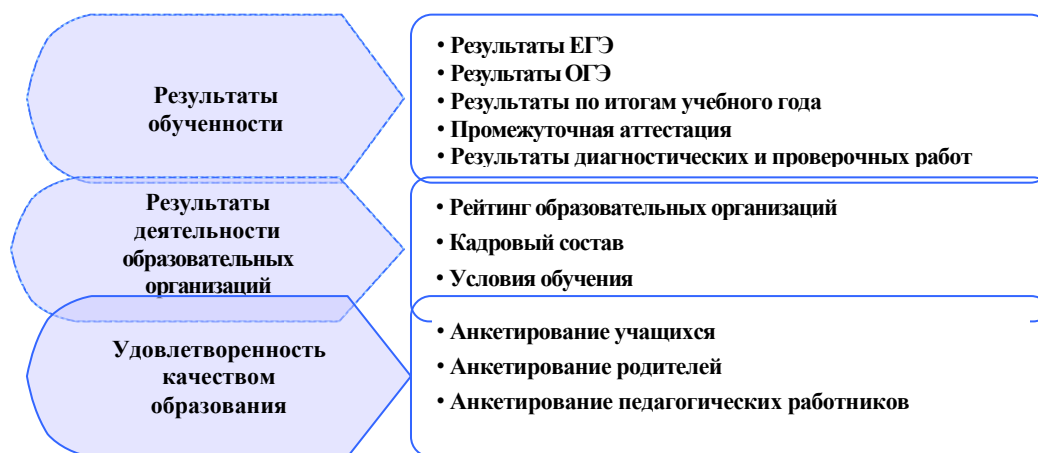 Результаты
обученности
• Результаты ЕГЭ
• Результаты ОГЭ
• Результаты по итогам учебного года
• Промежуточная аттестация
• Результаты диагностических и проверочных работ
Результаты
деятельности
образовательных
организаций
• Рейтинг образовательных организаций
• Кадровый состав
• Условия обучения
Удовлетворенность
качеством
образования
• Анкетирование учащихся
• Анкетирование родителей
• Анкетирование педагогических работников